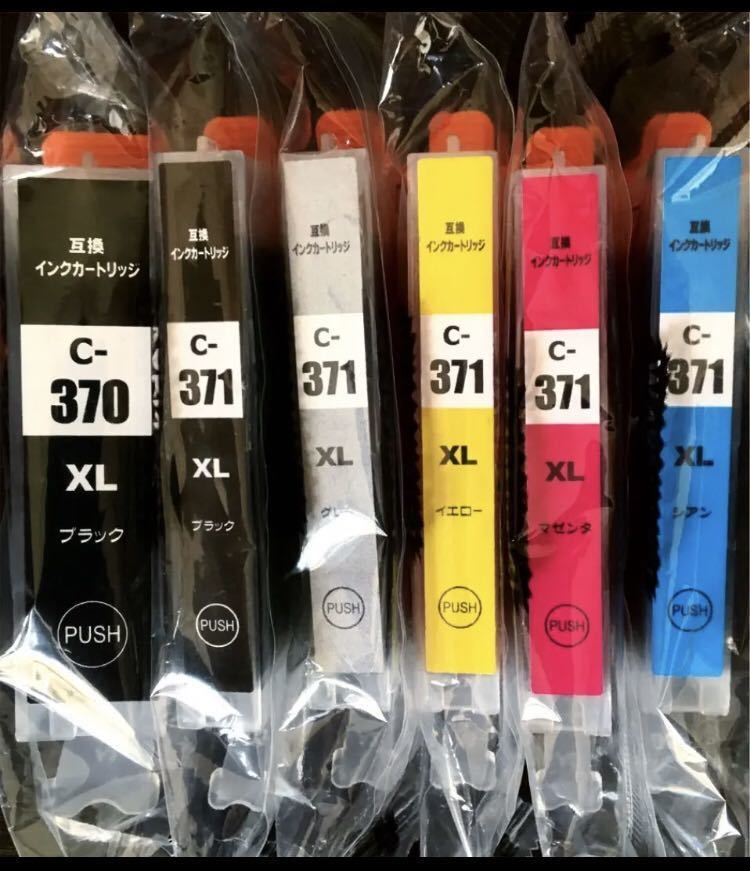 互換
インクカートリッジ
C-
370
XL
ブラック
PUSH
互換
インクカートリッジ
C-
371
XL
ブラック
PUSH
互換
インクカートリッジ
C-
371
XL
グレー
PUSH
互換
インクカートリッジ
C-
371
XL
イエロー
PUSH
互換
インクカートリッジ
C-
371
XL
マゼンタ
PUSH
互換
インクカートリッジ
C-
371
XL
シアン
PUSH